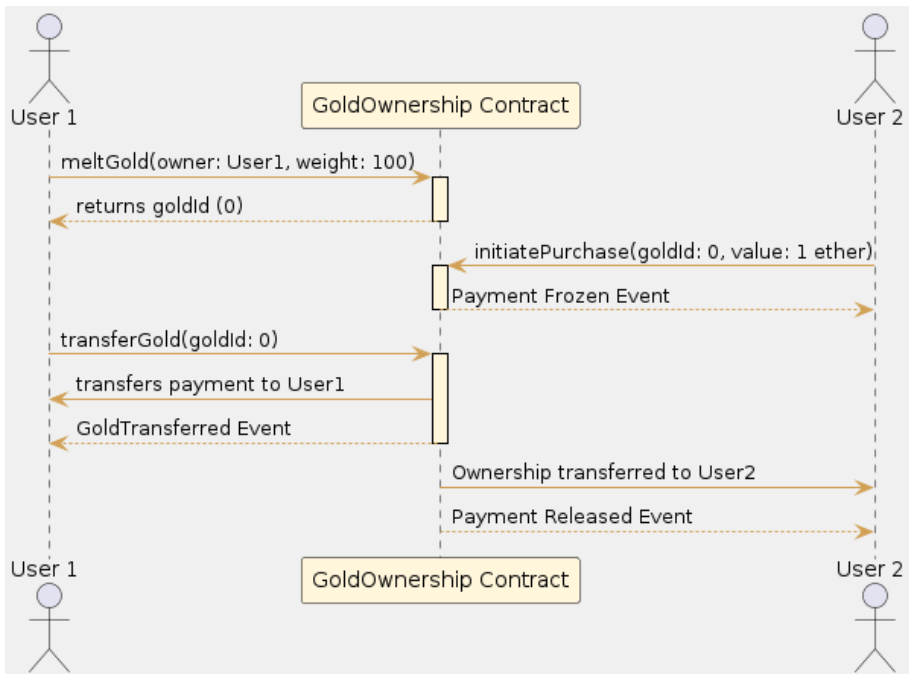 User 1
GoldOwnership Contract
User 2
meltGold(owner: User1, weight: 100)
returns goldId (0)
initiatePurchase(goldId: 0, value: 1 ether)
Payment Frozen Event
transferGold(goldId: 0)
transfers payment to User1
GoldTransferred Event
Ownership transferred to User2
Payment Released Event
User 1
GoldOwnership Contract
User 2